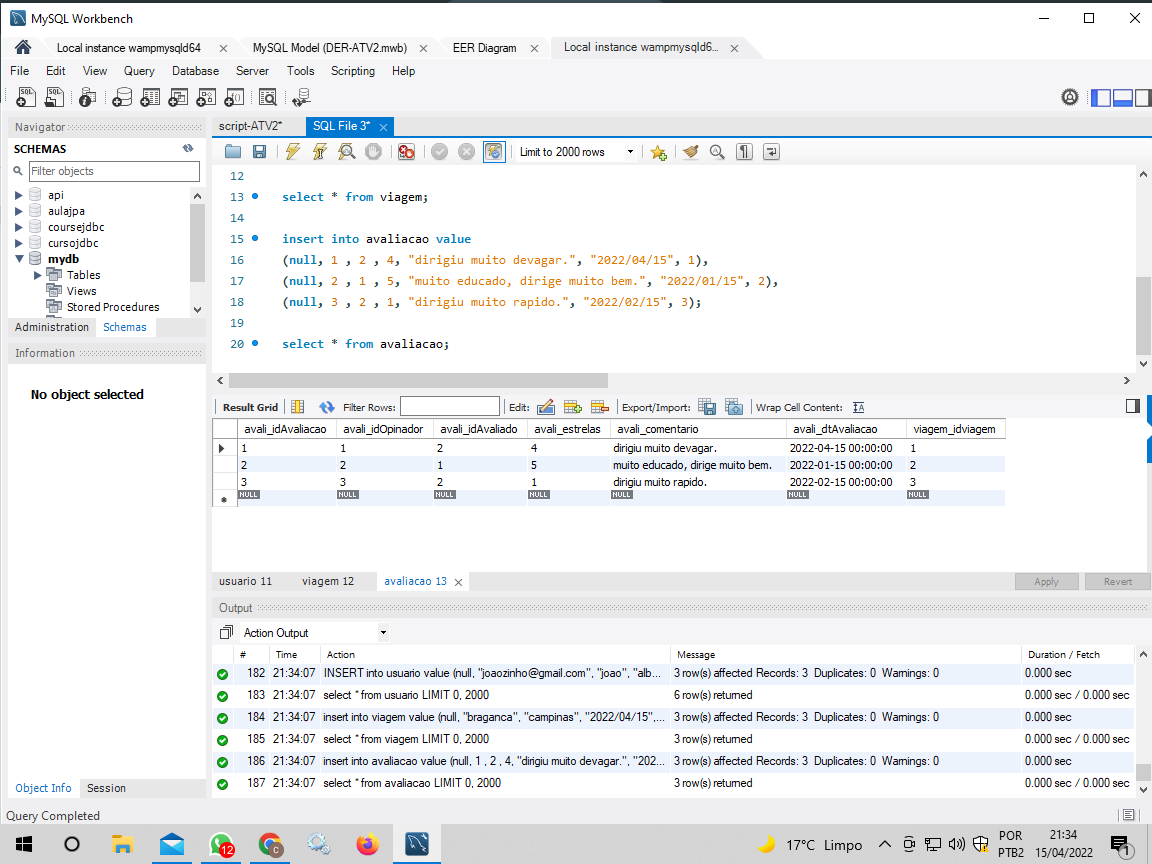 MySQL Workbench
Local instance wampmysqld64
MySQL Model (DER-ATV2.mwb)
EER Diagram
Local instance wampmysqld6...
File Edit View Query Database Server Tools Scripting Help
Navigator
SCHEMAS
Filter objects
api
aulajpa
coursejdbc
cursojdbc
mydb
Tables
Views
Stored Procedures
Administration Schemas
Information
No object selected
Object Info Session
script-ATV2* SQL File 3*
Limit to 2000 rows
12
13 select * from viagem;
14
15 insert into avaliacao value
16 (null, 1 , 2 , 4, "dirigiu muito devagar.", "2022/04/15", 1),
17 (null, 2 , 1 , 5, "muito educado, dirige muito bem.", "2022/01/15", 2),
18 (null, 3 , 2 , 1, "dirigiu muito rapido.", "2022/02/15", 3);
19
20 select * from avaliacao;
Result Grid Filter Rows: Edit: Export/Import: Wrap Cell Content:
avali_idAvaliacao avali_idOpinador avali_idAvaliado avali_estrelas avali_comentario avali_dtAvaliacao viagem_idviagem
1 1 2 4 dirigiu muito devagar. 2022-04-15 00:00:00 1
2 2 1 5 muito educado, dirige muito bem. 2022-01-15 00:00:00 2
3 3 2 1 dirigiu muito rapido. 2022-02-15 00:00:00 3
NULL NULL NULL NULL NULL NULL NULL
usuario 11 viagem 12 avaliacao 13 Apply Revert
Output
Action Output
# Time Action Message Duration / Fetch
182 21:34:07 INSERT into usuario value (null, "joaozinho@gmail.com", "joao", "alb... 3 row(s) affected Records: 3 Duplicates: 0 Warnings: 0 0.000 sec
183 21:34:07 select * from usuario LIMIT 0, 2000 6 row(s) returned 0.000 sec / 0.000 sec
184 21:34:07 insert into viagem value (null, "braganca", "campinas", "2022/04/15",... 3 row(s) affected Records: 3 Duplicates: 0 Warnings: 0 0.000 sec
185 21:34:07 select * from viagem LIMIT 0, 2000 3 row(s) returned 0.000 sec / 0.000 sec
186 21:34:07 insert into avaliacao value (null, 1 , 2 , 4, "dirigiu muito devagar.", "202... 3 row(s) affected Records: 3 Duplicates: 0 Warnings: 0 0.000 sec
187 21:34:07 select * from avaliacao LIMIT 0, 2000 3 row(s) returned 0.000 sec / 0.000 sec
Query Completed
12
17°C Limpo
POR
PTB2
21:34
15/04/2022
1